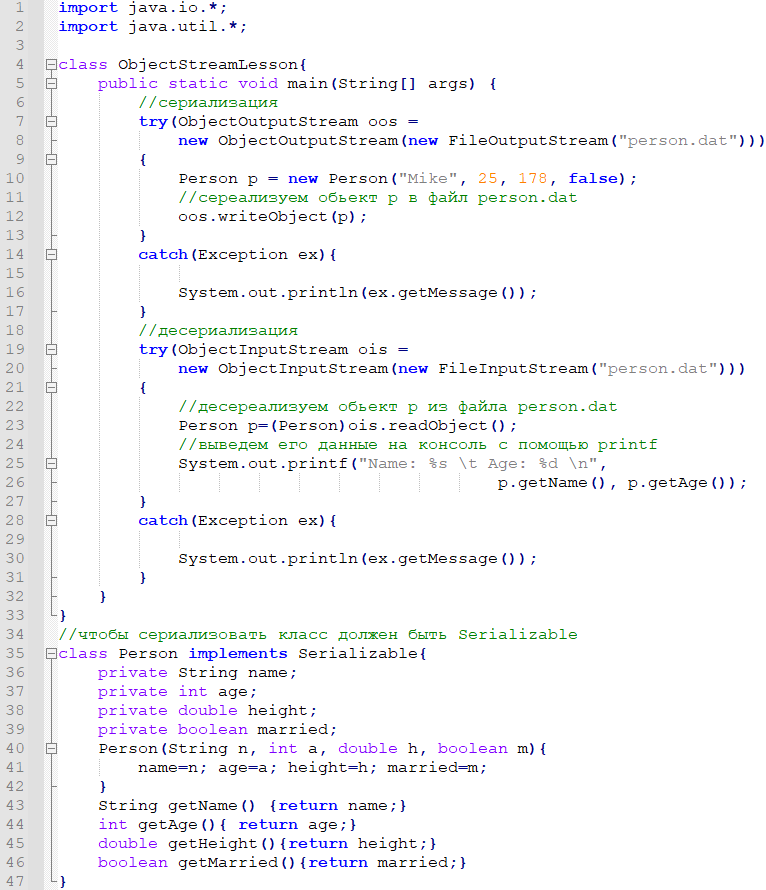 1 import java.io.*;
2 import java.util.*;
3
4 class ObjectStreamLesson{
5     public static void main(String[] args) {
6         //сериализация
7         try(ObjectOutputStream oos =
8             new ObjectOutputStream(new FileOutputStream("person.dat")))
9         {
10             Person p = new Person("Mike", 25, 178, false);
11             //сереализуем обьект p в файл person.dat
12             oos.writeObject(p);
13         }
14         catch(Exception ex){
15
16             System.out.println(ex.getMessage());
17         }
18         //десериализация
19         try(ObjectInputStream ois =
20             new ObjectInputStream(new FileInputStream("person.dat")))
21         {
22             //десереализуем обьект p из файла person.dat
23             Person p=(Person)ois.readObject();
24             //выведем его данные на консоль с помощью printf
25             System.out.printf("Name: %s \t Age: %d \n",
26                                             p.getName(), p.getAge());
27         }
28         catch(Exception ex){
29
30             System.out.println(ex.getMessage());
31         }
32     }
33 }
34 //чтобы сериализовать класс должен быть Serializable
35 class Person implements Serializable{
36     private String name;
37     private int age;
38     private double height;
39     private boolean married;
40     Person(String n, int a, double h, boolean m){
41         name=n; age=a; height=h; married=m;
42     }
43     String getName() {return name;}
44     int getAge(){ return age;}
45     double getHeight(){return height;}
46     boolean getMarried(){return married;}
47 }